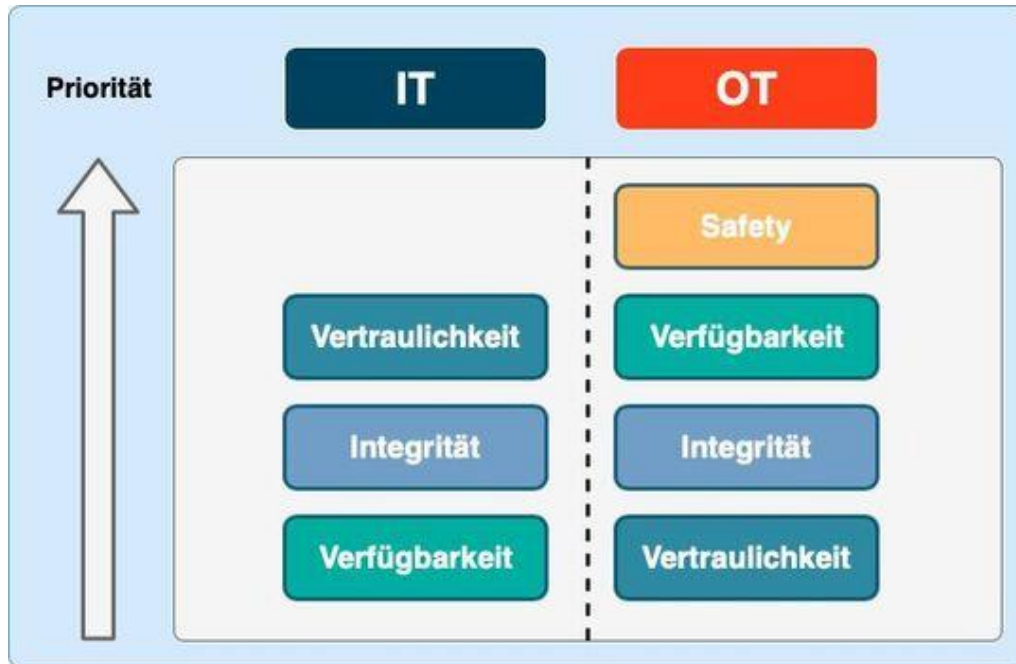 Priorität
IT
OT
Safety
Vertraulichkeit
Verfügbarkeit
Integrität
Integrität
Verfügbarkeit
Vertraulichkeit